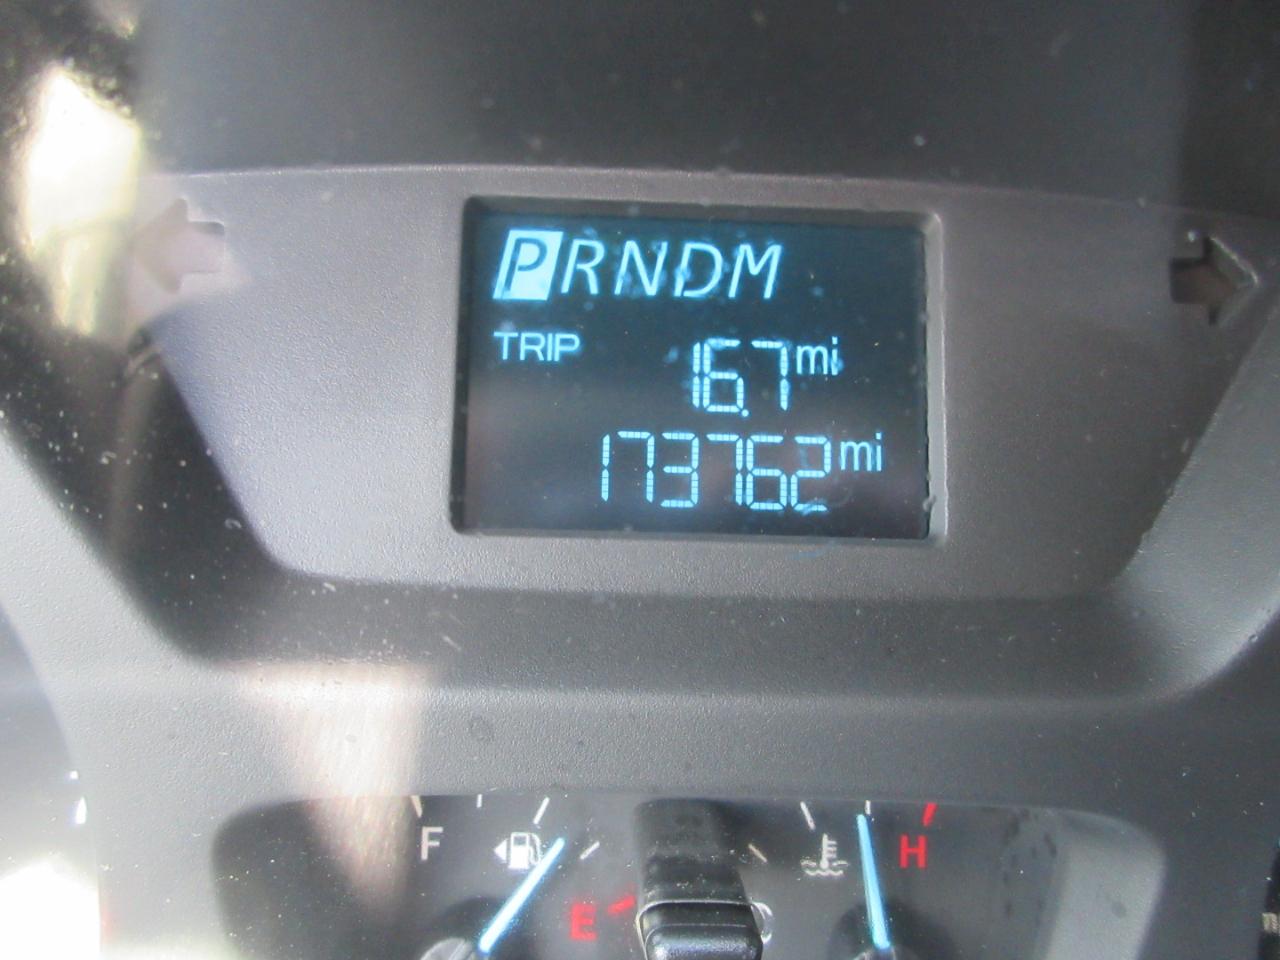 PRNDM
TRIP 16.7 mi
173762 mi
F H
E